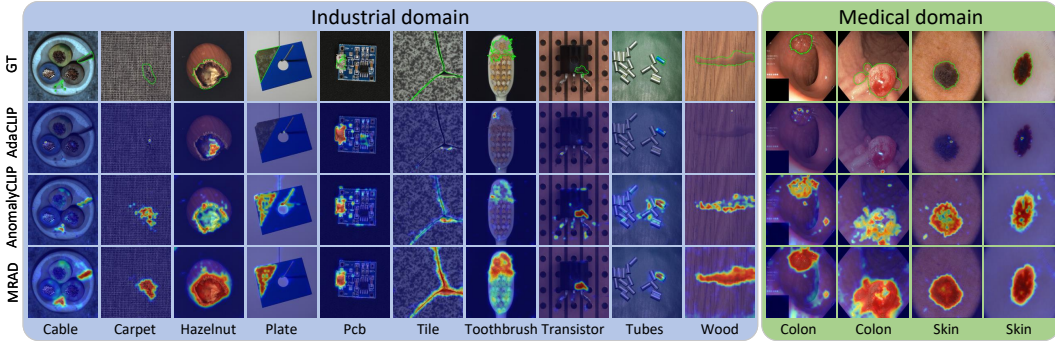 Industrial domain
Medical domain
GT
AdaCLIP
AnomalyCLIP
MRAD
Cable Carpet Hazelnut Plate Pcb Tile Toothbrush Transistor Tubes Wood Colon Colon Skin Skin